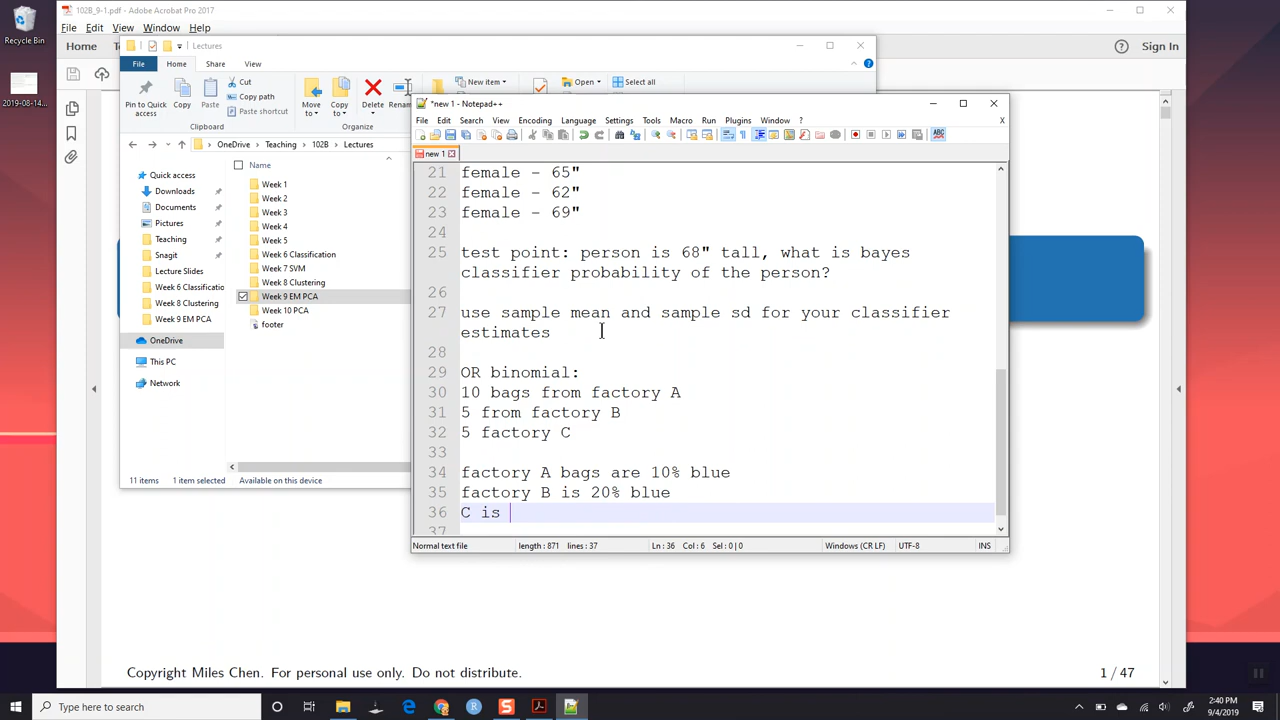 102B_9-1.pdf - Adobe Acrobat Pro 2017
File Edit View Window Help
Home
Sign In
Recycle Bin
2019-08-14...
Lectures
File Home Share View
Pin to Quick access
Copy
Paste
Cut
Copy path
Paste shortcut
Clipboard
Move to
Copy to
Delete
Renam
Organize
New item
Open
Select all
OneDrive > Teaching > 102B > Lectures
Quick access
Downloads
Documents
Pictures
Teaching
Snagit
Lecture Slides
Week 6 Classificatio
Week 8 Clustering
Week 9 EM PCA
OneDrive
This PC
Network
Name
Week 1
Week 2
Week 3
Week 4
Week 5
Week 6 Classification
Week 7 SVM
Week 8 Clustering
Week 9 EM PCA
Week 10 PCA
footer
11 items 1 item selected Available on this device
*new 1 - Notepad++
File Edit Search View Encoding Language Settings Tools Macro Run Plugins Window ? X
new 1
21 female - 65"
22 female - 62"
23 female - 69"
24
25 test point: person is 68" tall, what is bayes
classifier probability of the person?
26
27 use sample mean and sample sd for your classifier
estimates
28
29 OR binomial:
30 10 bags from factory A
31 5 from factory B
32 5 factory C
33
34 factory A bags are 10% blue
35 factory B is 20% blue
36 C is
37
Normal text file length : 871 lines : 37 Ln : 36 Col : 6 Sel : 0 | 0 Windows (CR LF) UTF-8 INS
Copyright Miles Chen. For personal use only. Do not distribute.
1 / 47
Type here to search
2:40 PM
9/4/2019